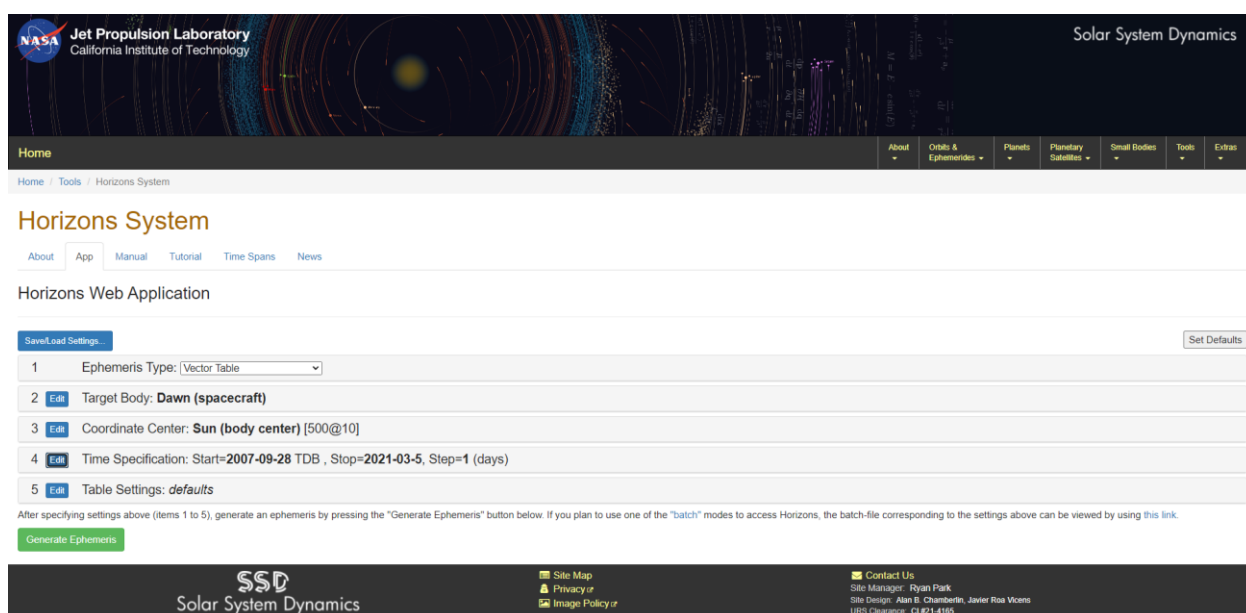 NASA
Jet Propulsion Laboratory
California Institute of Technology
Solar System Dynamics
Home
About
Orbits &
Ephemerides
Planets
Planetary
Satellites
Small Bodies
Tools
Extras
Home / Tools / Horizons System
Horizons System
About App Manual Tutorial Time Spans News
Horizons Web Application
Save/Load Settings... Set Defaults
1 Ephemeris Type: Vector Table
2 Edit Target Body: Dawn (spacecraft)
3 Edit Coordinate Center: Sun (body center) [500@10]
4 Edit Time Specification: Start=2007-09-28 TDB , Stop=2021-03-5, Step=1 (days)
5 Edit Table Settings: defaults
After specifying settings above (items 1 to 5), generate an ephemeris by pressing the "Generate Ephemeris" button below. If you plan to use one of the "batch" modes to access Horizons, the batch-file corresponding to the settings above can be viewed by using this link.
Generate Ephemeris
SSD
Solar System Dynamics
Site Map
Privacy
Image Policy
Contact Us
Site Manager: Ryan Park
Site Design: Alan B. Chamberlin, Javier Roa Vicens
URS Clearance: CL#21-4165